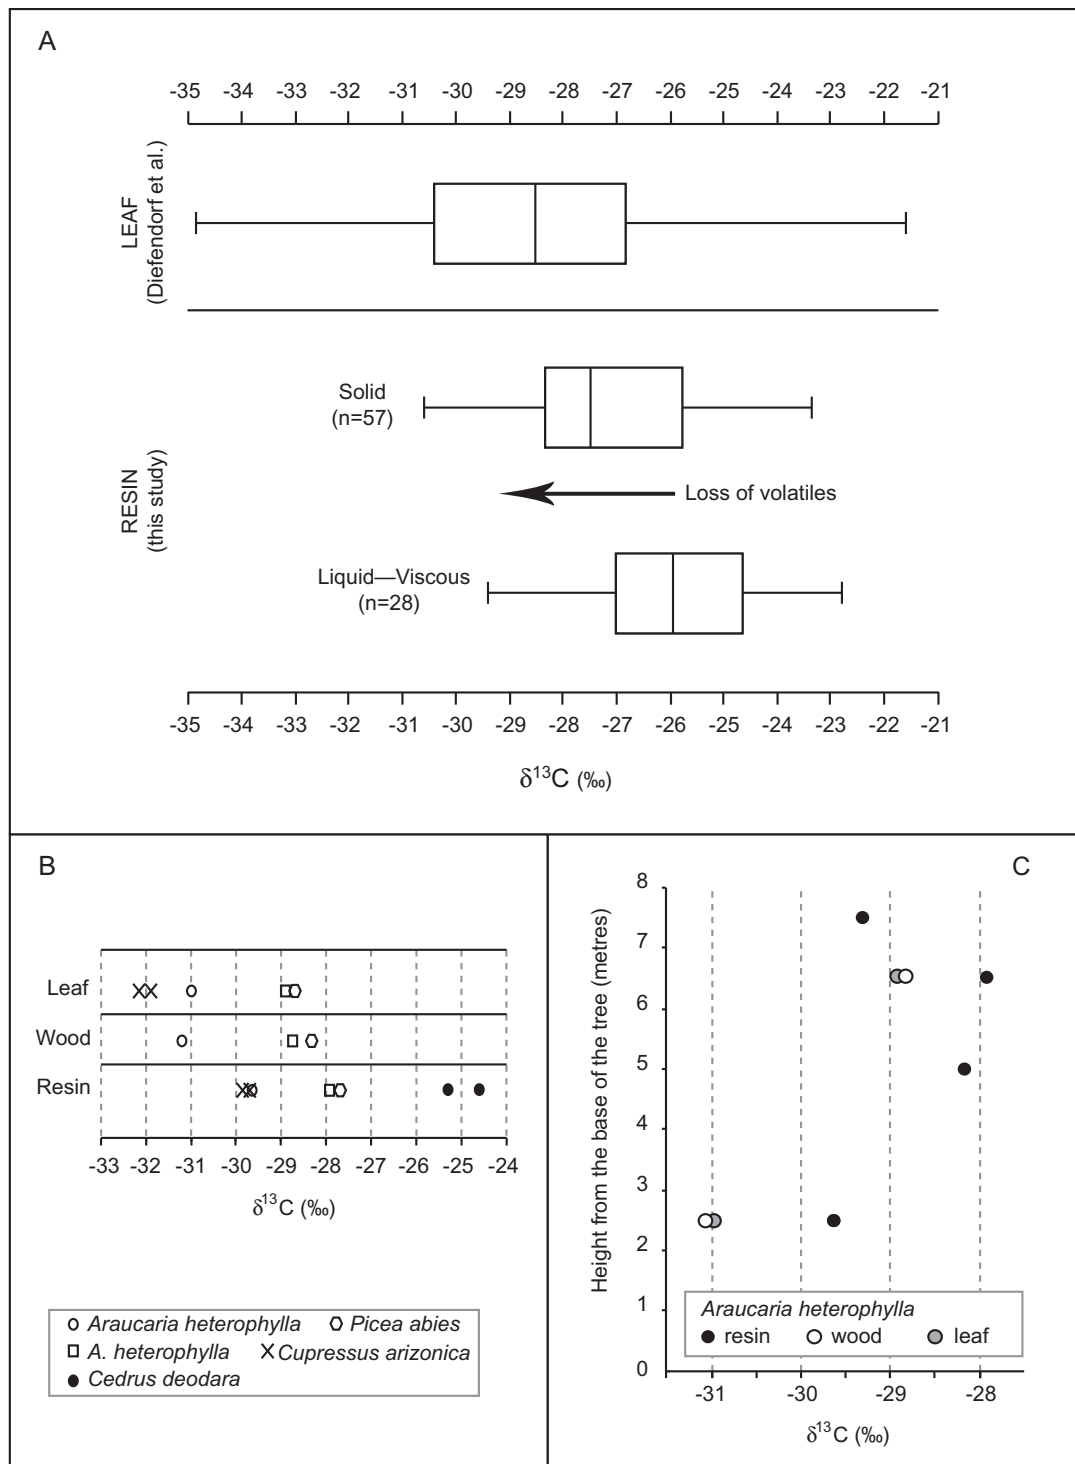 A
-35 -34 -33 -32 -31 -30 -29 -28 -27 -26 -25 -24 -23 -22 -21
LEAF
(Diefendorf et al.)
Solid
(n=57)
Loss of volatiles
RESIN
(this study)
Liquid—Viscous
(n=28)
-35 -34 -33 -32 -31 -30 -29 -28 -27 -26 -25 -24 -23 -22 -21
δ¹³C (‰)
B
Leaf
Wood
Resin
-33 -32 -31 -30 -29 -28 -27 -26 -25 -24
δ¹³C (‰)
Araucaria heterophylla Picea abies
A. heterophylla Cupressus arizonica
Cedrus deodara
C
Height from the base of the tree (metres)
8
7
6
5
4
3
2
1
0
Araucaria heterophylla
resin wood leaf
-31 -30 -29 -28
δ¹³C (‰)